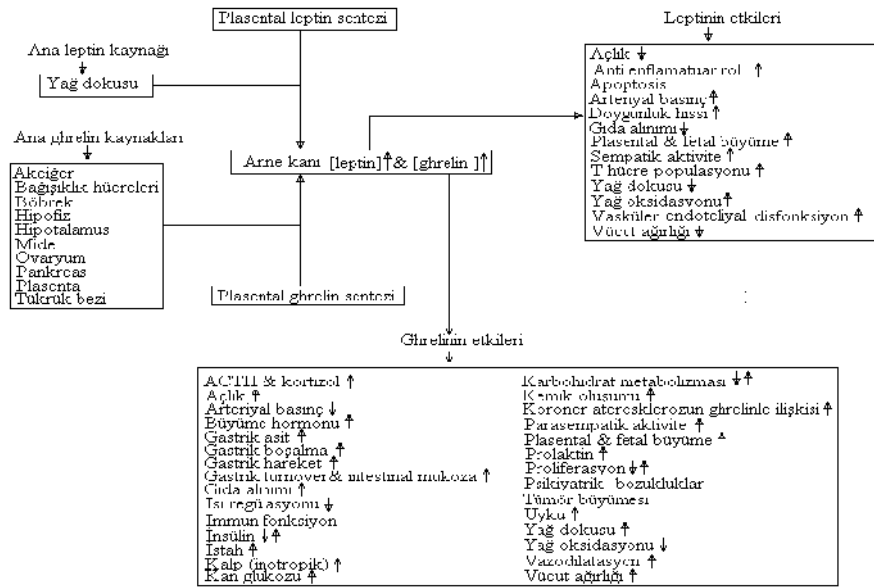 Plasental leptin sentezi
Leptinin etkileri
Ana leptin kaynağı
Yağ dokusu
Açlık ↓
Anti enflamatuar rol ↑
Apoptosis
Arteriyal basınç ↑
Doygunluk hissi ↑
Gıda alınımı ↓
Plasental & fetal büyüme ↑
Sempatik aktivite ↑
T hücre populasyonu ↑
Yağ dokusu ↓
Yağ oksidasyonu ↑
Vasküler endoteliyal disfonksiyon ↑
Vücut ağırlığı ↓
Ana ghrelin kaynakları
Akciğer
Bağışıklık hücreleri
Böbrek
Hipofiz
Hipotalamus
Mide
Ovaryum
Pankreas
Plasenta
Tükrük bezi
Anne kanı [leptin]↑ & [ghrelin ]↑
Plasental ghrelin sentezi
:
Ghrelinin etkileri
ACTH & kortizol ↑
Açlık ↑
Arteriyal basınç ↓
Büyüme hormonu ↑
Gastrik asit ↑
Gastrik boşalma ↑
Gastrik hareket ↑
Gastrik turnover & intestinal mukoza ↑
Gıda alınımı ↑
Isı regülasyonu ↓
Immun fonksiyon
İnsülin ↓↑
İstah ↑
Kalp (inotropik) ↑
Kan glukozu ↑
Karbohidrat metabolizması ↓↑
Kemik oluşumu ↑
Koroner aterosklerozun ghrelinle ilişkisi ↑
Parasempatik aktivite ↑
Plasental & fetal büyüme ↑
Prolaktin ↑
Proliferasyon ↓↑
Psikiyatrik bozukluklar
Tümör büyümesi
Uyku ↑
Yağ dokusu ↑
Yağ oksidasyonu ↓
Vazodilatasyon ↑
Vücut ağırlığı ↑